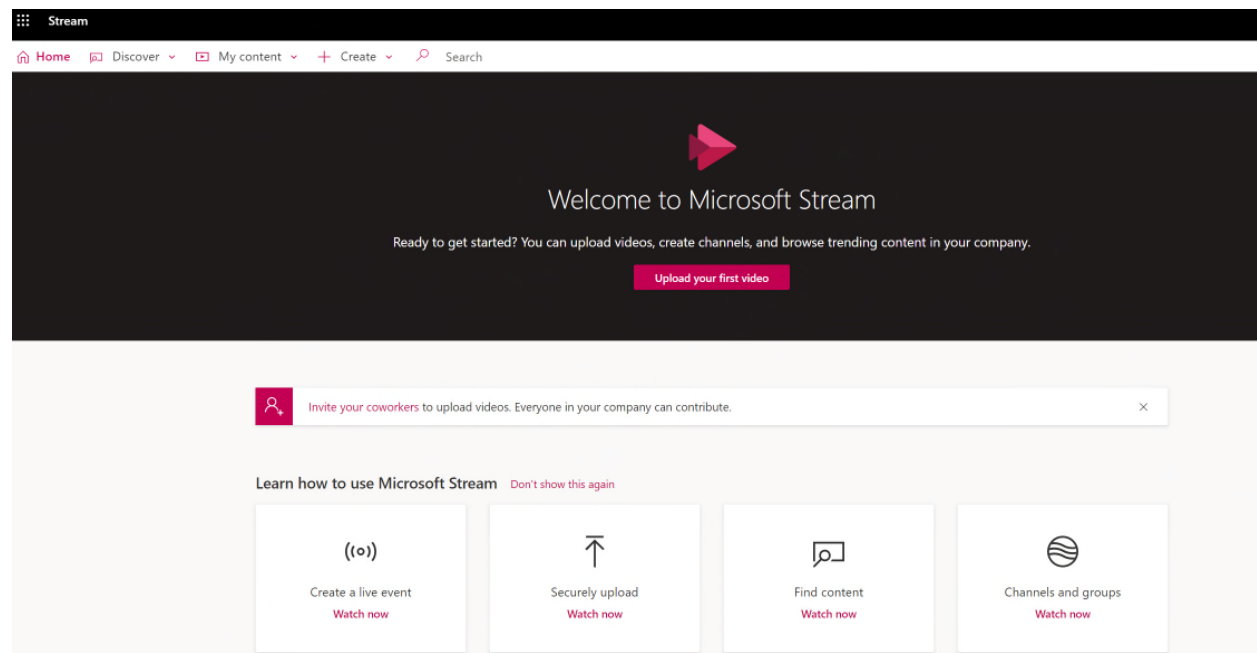 Stream
Home Discover My content Create Search
Welcome to Microsoft Stream
Ready to get started? You can upload videos, create channels, and browse trending content in your company.
Upload your first video
Invite your coworkers to upload videos. Everyone in your company can contribute.
Learn how to use Microsoft Stream Don't show this again
Create a live event Securely upload Find content Channels and groups
Watch now Watch now Watch now Watch now